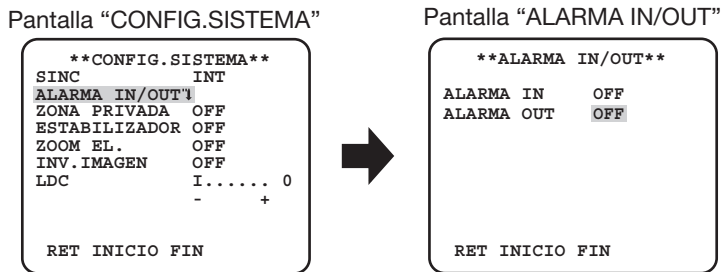 Pantalla “CONFIG.SISTEMA”
**CONFIG.SISTEMA**
SINC INT
ALARMA IN/OUT↲
ZONA PRIVADA OFF
ESTABILIZADOR OFF
ZOOM EL. OFF
INV.IMAGEN OFF
LDC I...... 0
- +
RET INICIO FIN
Pantalla “ALARMA IN/OUT”
**ALARMA IN/OUT**
ALARMA IN OFF
ALARMA OUT OFF
RET INICIO FIN